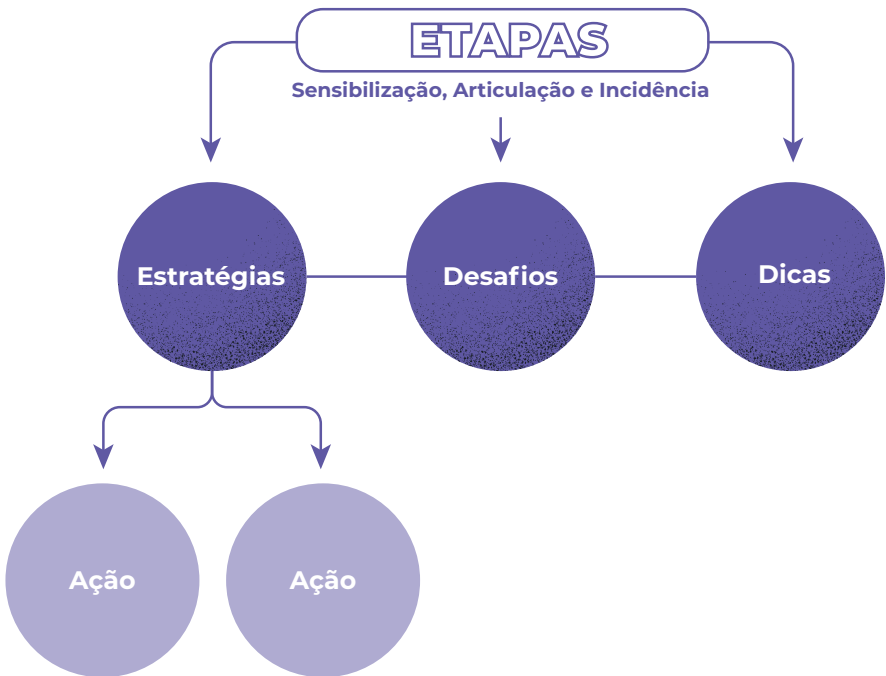 ETAPAS
Sensibilização, Articulação e Incidência
Estratégias
Desafios
Dicas
Ação
Ação